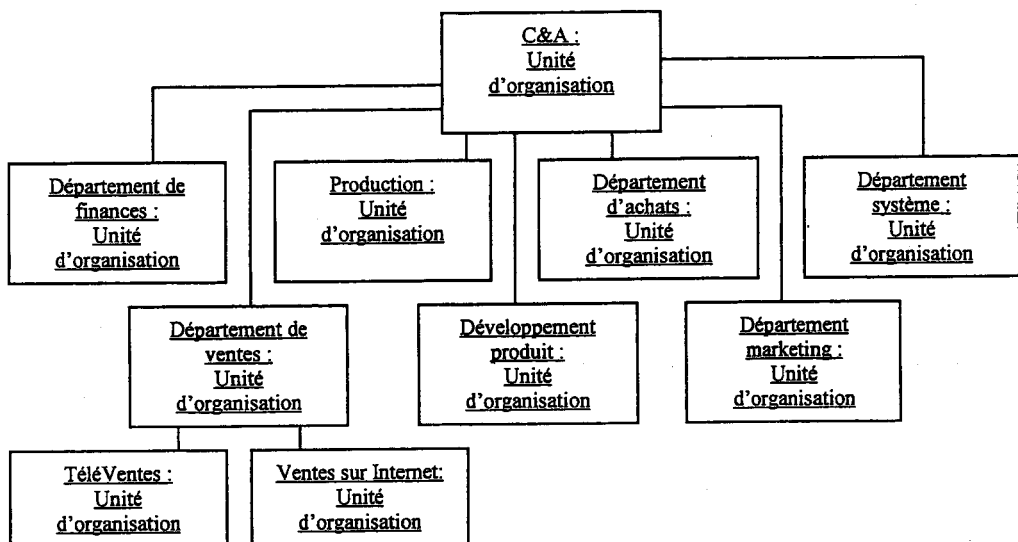 C&A :
Unité
d'organisation
Département de
finances :
Unité
d'organisation
Production :
Unité
d'organisation
Département
d'achats :
Unité
d'organisation
Département
système :
Unité
d'organisation
Département de
ventes :
Unité
d'organisation
Développement
produit :
Unité
d'organisation
Département
marketing :
Unité
d'organisation
TéléVentes :
Unité
d'organisation
Ventes sur Internet:
Unité
d'organisation